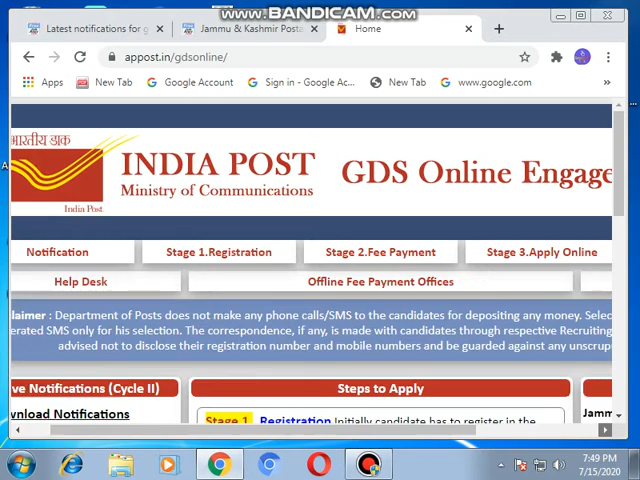 www.BANDICAM.com
Latest notifications for g
Jammu & Kashmir Posta
Home
appost.in/gdsonline/
Apps
New Tab
Google Account
Sign in - Google Ac...
New Tab
www.google.com
भारतीय डाक
India Post
INDIA POST
Ministry of Communications
GDS Online Engage
Notification
Stage 1.Registration
Stage 2.Fee Payment
Stage 3.Apply Online
Help Desk
Offline Fee Payment Offices
laimer : Department of Posts does not make any phone calls/SMS to the candidates for depositing any money. Selec
erated SMS only for his selection. The correspondence, if any, is made with candidates through respective Recruiting
advised not to disclose their registration number and mobile numbers and be guarded against any unscrup
ve Notifications (Cycle II)
wnload Notifications
Steps to Apply
Stage 1 Registration Initially candidate has to register in the
Jamm
7:49 PM
7/15/2020